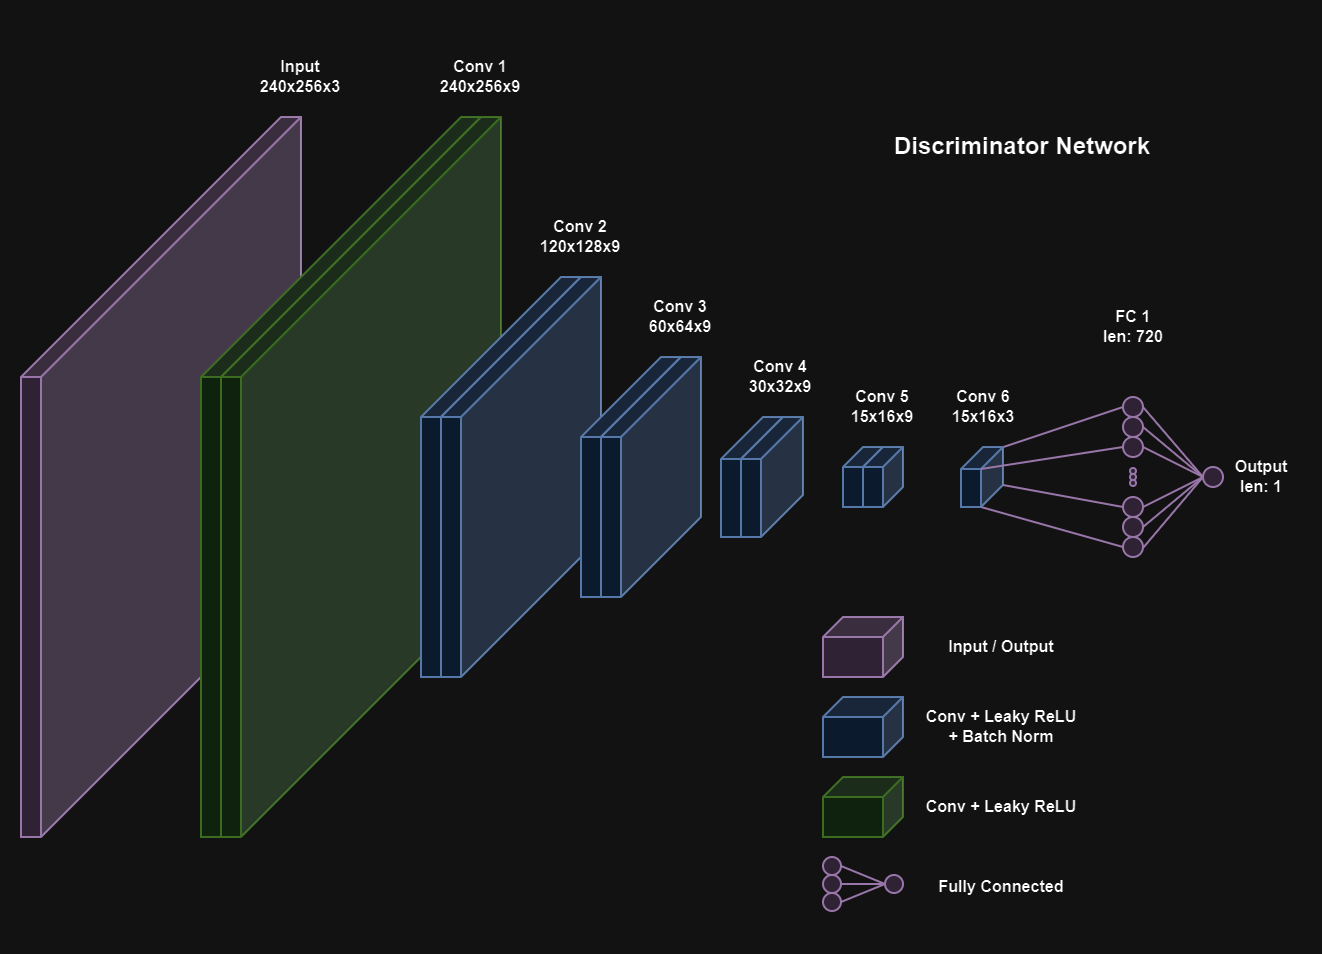 Input
240x256x3
Conv 1
240x256x9
Discriminator Network
Conv 2
120x128x9
Conv 3
60x64x9
Conv 4
30x32x9
Conv 5
15x16x9
Conv 6
15x16x3
FC 1
len: 720
Output
len: 1
Input / Output
Conv + Leaky ReLU
+ Batch Norm
Conv + Leaky ReLU
Fully Connected